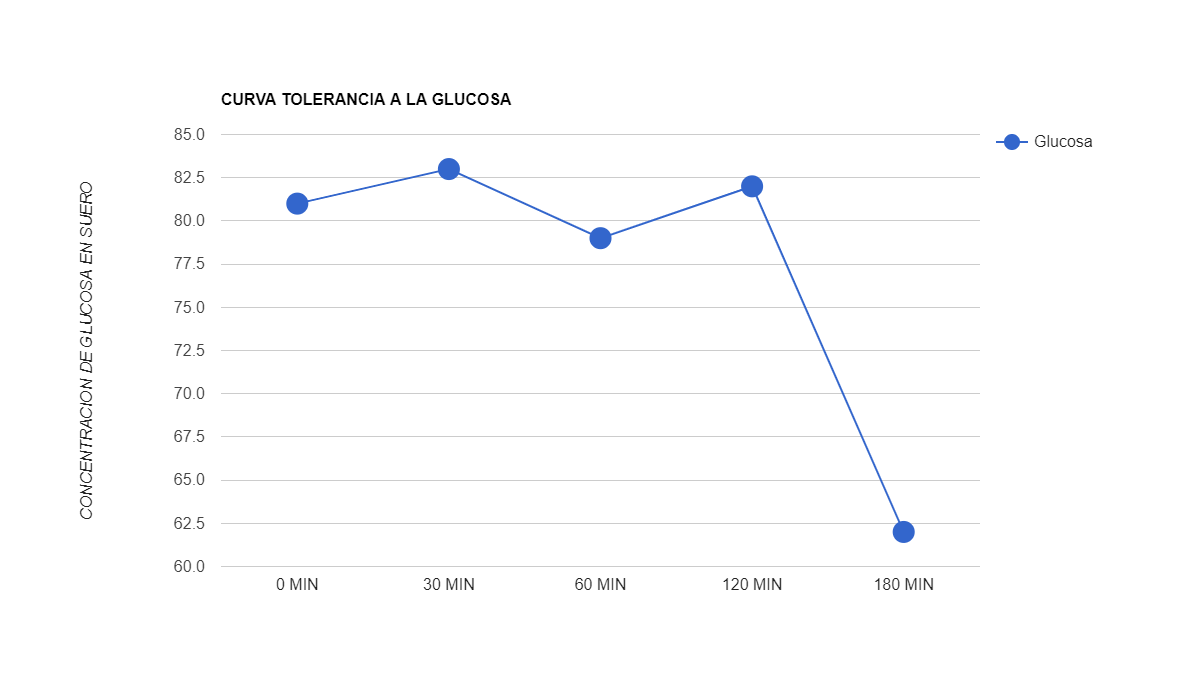 CURVA TOLERANCIA A LA GLUCOSA
CONCENTRACION DE GLUCOSA EN SUERO
85.0
82.5
80.0
77.5
75.0
72.5
70.0
67.5
65.0
62.5
60.0
0 MIN
30 MIN
60 MIN
120 MIN
180 MIN
Glucosa